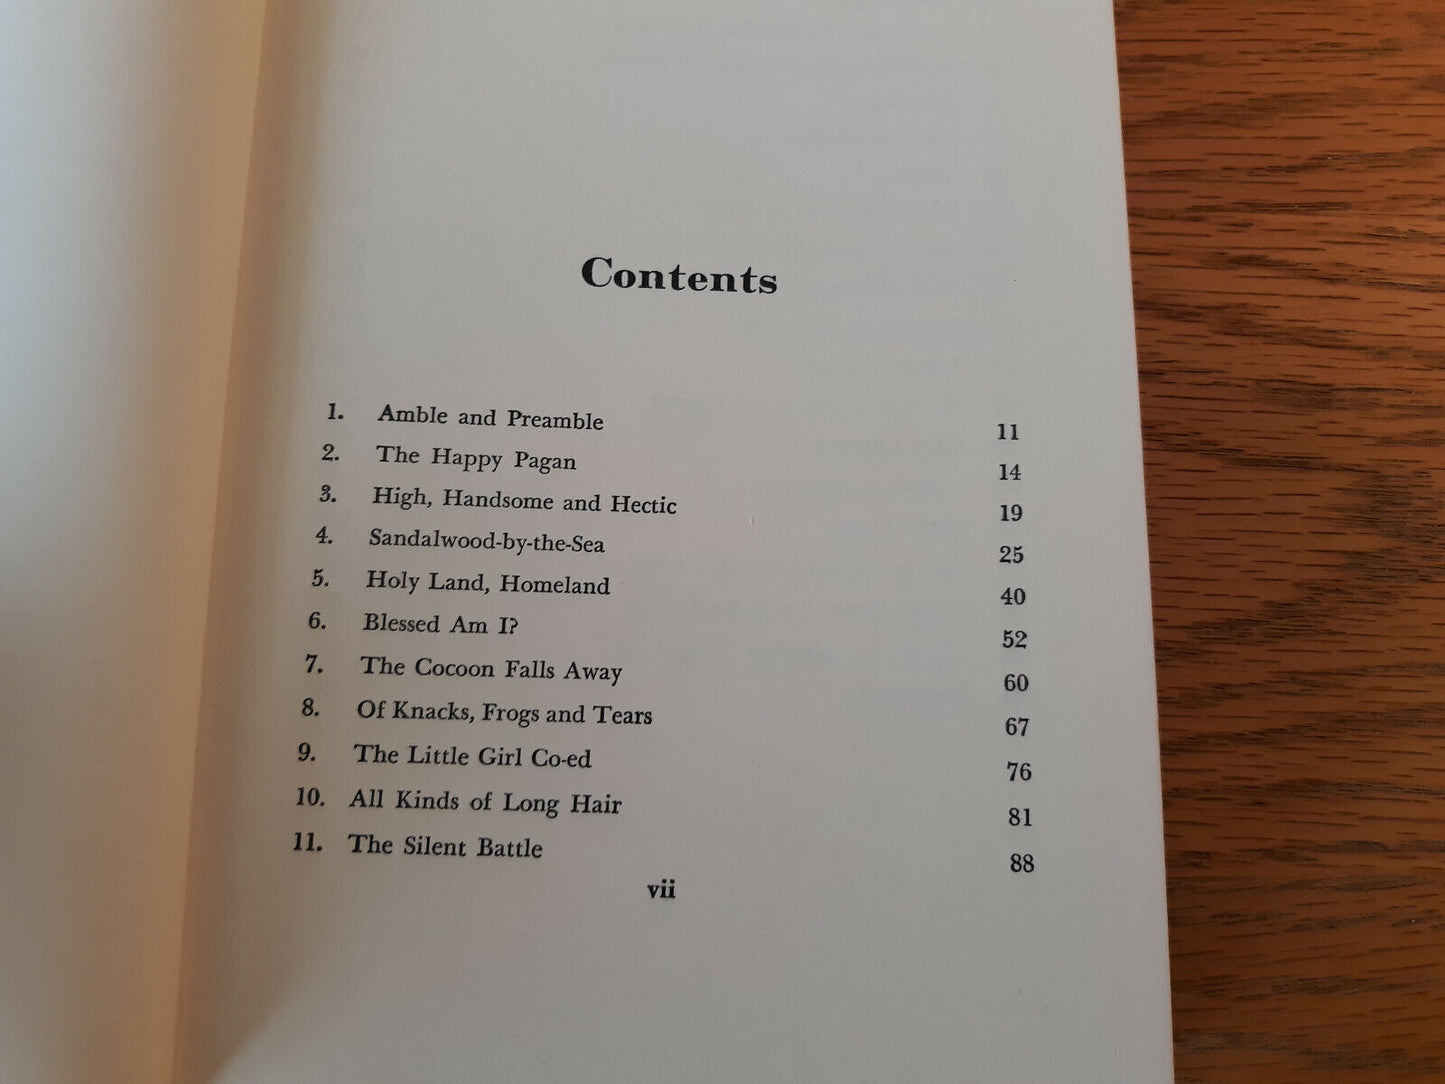 Contents
1. Amble and Preamble 11
2. The Happy Pagan 14
3. High, Handsome and Hectic 19
4. Sandalwood-by-the-Sea 25
5. Holy Land, Homeland 40
6. Blessed Am I? 52
7. The Cocoon Falls Away 60
8. Of Knacks, Frogs and Tears 67
9. The Little Girl Co-ed 76
10. All Kinds of Long Hair 81
11. The Silent Battle 88
vii